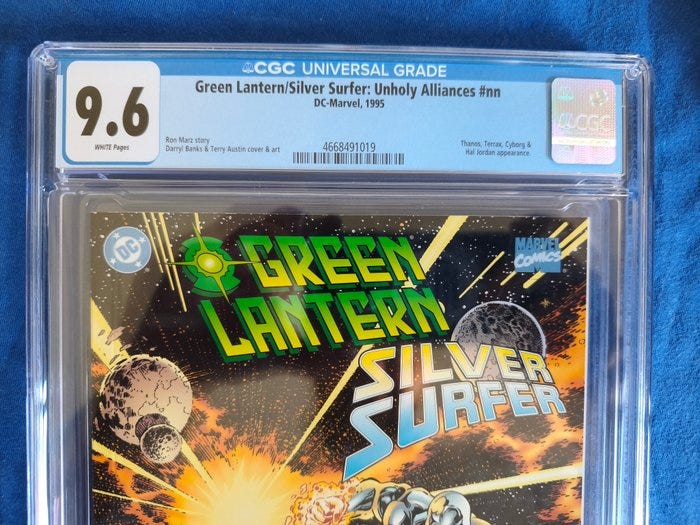 CGC UNIVERSAL GRADE
9.6
WHITE Pages
Green Lantern/Silver Surfer: Unholy Alliances #nn
DC-Marvel, 1995
Ron Marz story
Darryl Banks & Terry Austin cover & art
4668491019
Thanos, Terrax, Cyborg &
Hal Jordan appearance.
CGC
DC
GREEN
LANTERN
MARVEL
COMICS
SILVER
SURFER